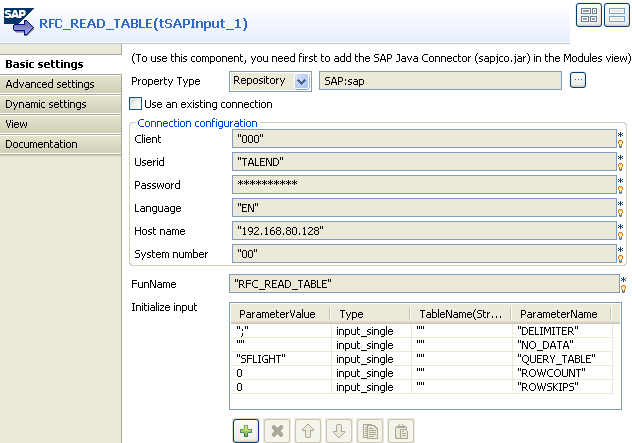 SAP RFC_READ_TABLE(tSAPInput_1)
Basic settings
Advanced settings
Dynamic settings
View
Documentation
(To use this component, you need first to add the SAP Java Connector (sapjco.jar) in the Modules view)
Property Type Repository SAP:sap ...
Use an existing connection
Connection configuration
Client "000" *
Userid "TALEND" *
Password ********** *
Language "EN" *
Host name "192.168.80.128" *
System number "00" *
FunName "RFC_READ_TABLE" *
Initialize input
ParameterValue Type TableName(Str... ParameterName
";" input_single "" "DELIMITER"
"" input_single "" "NO_DATA"
"SFLIGHT" input_single "" "QUERY_TABLE"
0 input_single "" "ROWCOUNT"
0 input_single "" "ROWSKIPS"